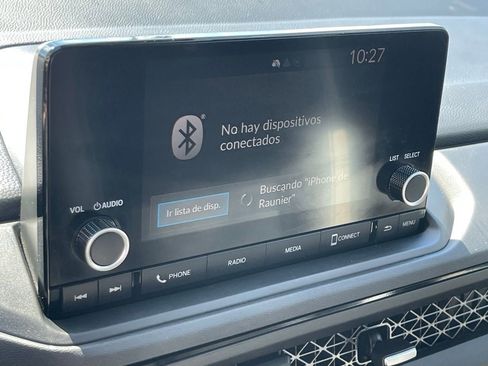 10:27
No hay dispositivos
conectados
Ir lista de disp.
Buscando "iPhone de
Raunier"
VOL AUDIO
LIST SELECT
PHONE RADIO MEDIA CONNECT MENU